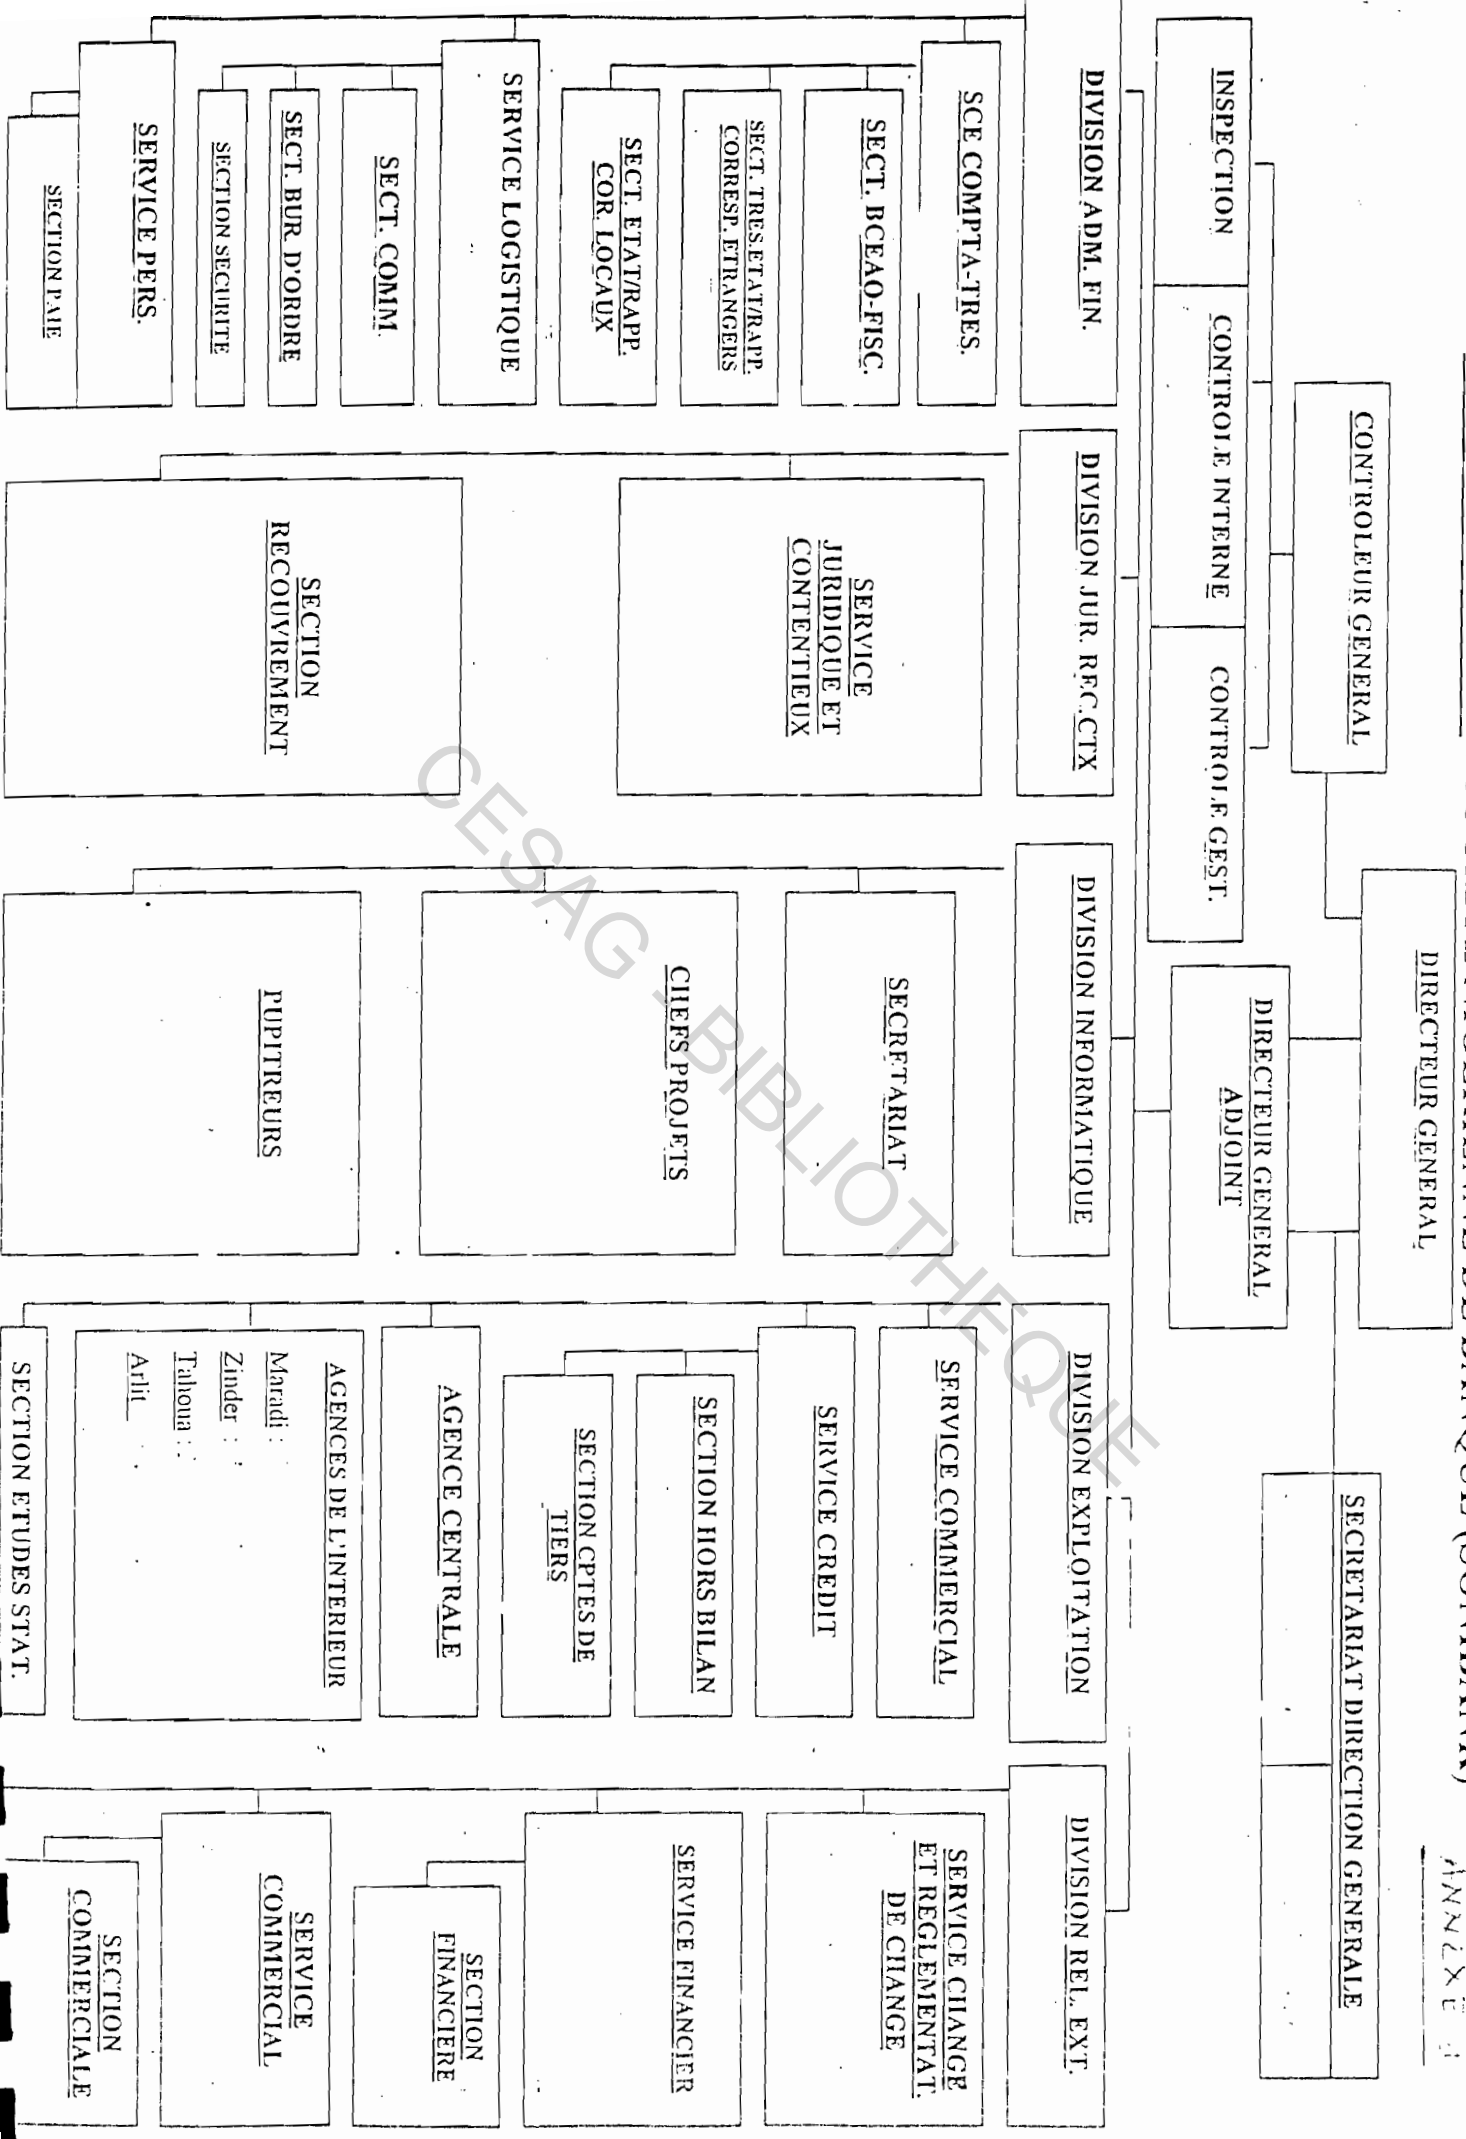 DE BANQUE (SONIBANK)
ANNEXE
DIRECTEUR GENERAL
CONTROLEUR GENERAL
SECRETARIAT DIRECTION GENERALE
DIRECTEUR GENERAL
ADJOINT
INSPECTION
CONTROLE INTERNE
CONTROLE GEST.
DIVISION ADM. FIN.
SCE COMPTA-TRES.
SECT. BCEAO-FISC.
SECT. TRES.ETAT/RAPP.
CORRESP. ETRANGERS
SECT. ETAT/RAPP.
COR. LOCAUX
SERVICE LOGISTIQUE
SECT. COMM.
SECT. BUR. D'ORDRE
SECTION SECURITE
SERVICE PERS.
SECTION PAIE
DIVISION JUR. REC.CTX
SERVICE
JURIDIQUE ET
CONTENTIEUX
SECTION
RECOUVREMENT
DIVISION INFORMATIQUE
SECRETARIAT
CHEFS PROJETS
PUPITREURS
DIVISION EXPLOITATION
SERVICE COMMERCIAL
SERVICE CREDIT
SECTION HORS BILAN
SECTION CPTES DE
TIERS
AGENCE CENTRALE
AGENCES DE L'INTERIEUR
Maradi :
Zinder :
Tahoua :
Arlit
SECTION ETUDES STAT.
DIVISION REL. EXT.
SERVICE CHANGE
ET REGLEMENTAT.
DE CHANGE
SERVICE FINANCIER
SECTION
FINANCIERE
SERVICE
COMMERCIAL
SECTION
COMMERCIALE
CESAG - BIBLIOTHEQUE